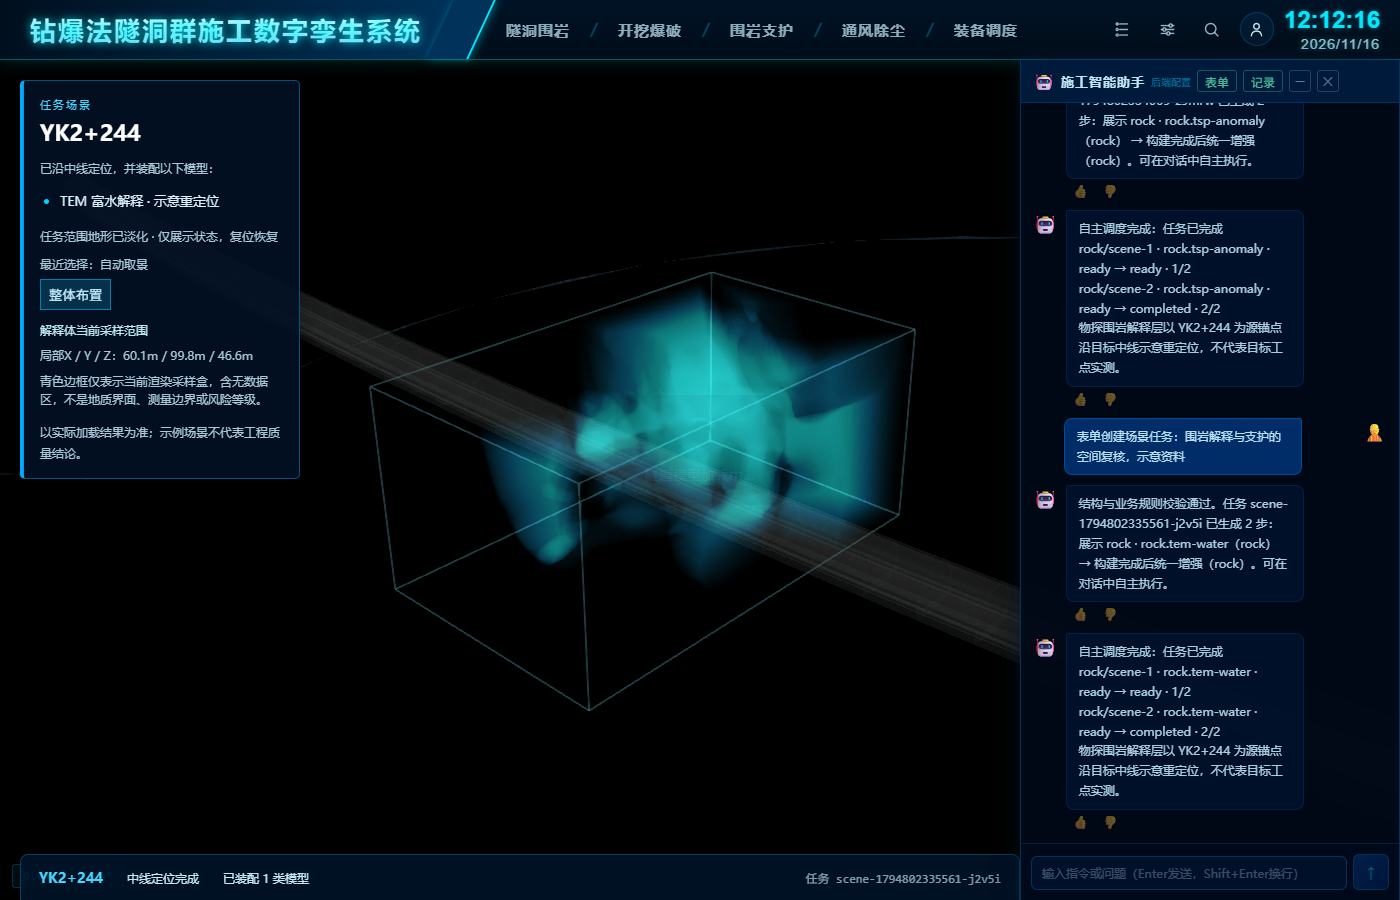 钻爆法隧洞群施工数字孪生系统
隧洞围岩 / 开挖爆破 / 围岩支护 / 通风除尘 / 装备调度
12:12:16
2026/11/16
任务场景
YK2+244
已沿中线定位，并装配以下模型：
• TEM 富水解释 · 示意重定位
任务范围地形已淡化 · 仅展示状态，复位恢复
最近选择：自动取景
整体布置
解释体当前采样范围
局部X / Y / Z：60.1m / 99.8m / 46.6m
青色边框仅表示当前渲染采样盒，含无数据
区，不是地质界面、测量边界或风险等级。
以实际加载结果为准；示例场景不代表工程质
量结论。
施工智能助手 后端配置 表单 记录
步：展示 rock · rock.tsp-anomaly
（rock） → 构建完成后统一增强
（rock）。可在对话中自主执行。
自主调度完成：任务已完成
rock/scene-1 · rock.tsp-anomaly ·
ready → ready · 1/2
rock/scene-2 · rock.tsp-anomaly ·
ready → completed · 2/2
物探围岩解释层以 YK2+244 为源锚点
沿目标中线示意重定位，不代表目标工
点实测。
表单创建场景任务：围岩解释与支护的
空间复核，示意资料
结构与业务规则校验通过。任务 scene-
1794802335561-j2v5i 已生成 2 步：
展示 rock · rock.tem-water（rock）
→ 构建完成后统一增强（rock）。可在
对话中自主执行。
自主调度完成：任务已完成
rock/scene-1 · rock.tem-water ·
ready → ready · 1/2
rock/scene-2 · rock.tem-water ·
ready → completed · 2/2
物探围岩解释层以 YK2+244 为源锚点
沿目标中线示意重定位，不代表目标工
点实测。
输入指令或问题（Enter发送，Shift+Enter换行）
YK2+244 中线定位完成 已装配 1 类模型
任务 scene-1794802335561-j2v5i